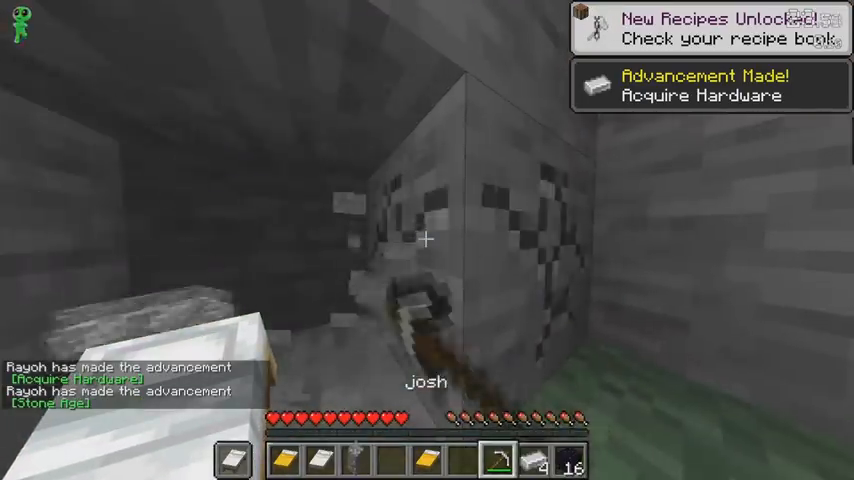 New Recipes Unlocked!
Check your recipe book
Advancement Made!
Acquire Hardware
Rayoh has made the advancement
[Acquire Hardware]
Rayoh has made the advancement
[Stone Age]
josh
4
16